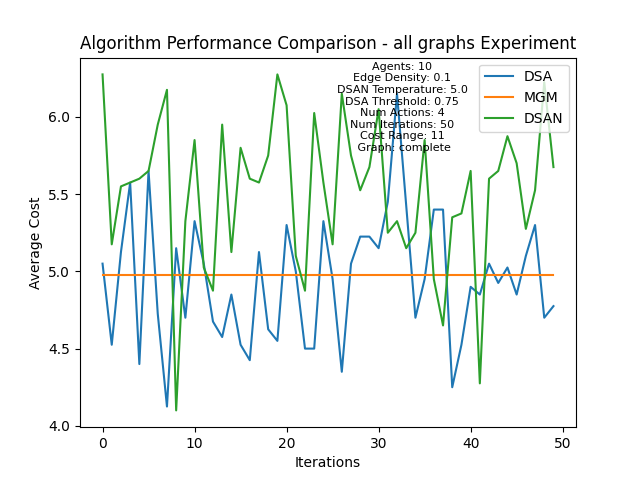 Algorithm Performance Comparison - all graphs Experiment
Agents: 10
Edge Density: 0.1
DSAN Temperature: 5.0
DSA Threshold: 0.75
Num Actions: 4
Num Iterations: 50
Cost Range: 11
Graph: complete
DSA
MGM
DSAN
Average Cost
6.0
5.5
5.0
4.5
4.0
0 10 20 30 40 50
Iterations